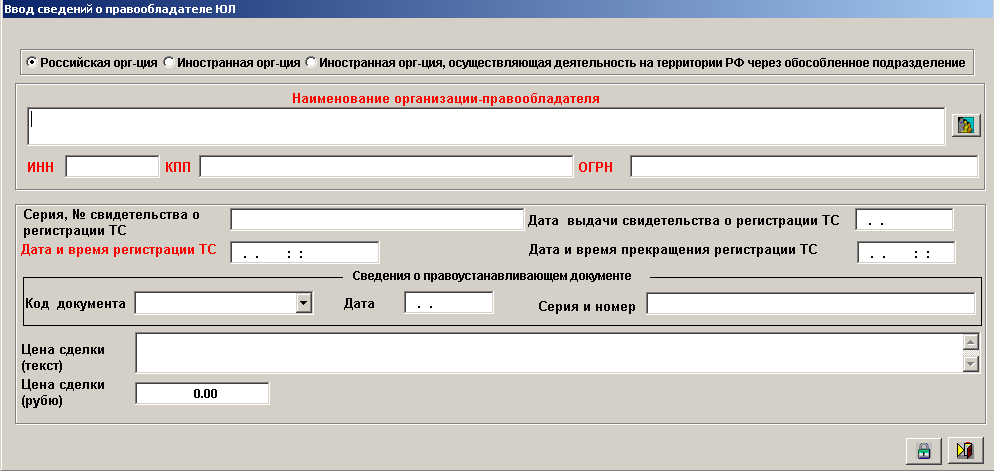 Ввод сведений о правообладателе ЮЛ
Российская орг-ция Иностранная орг-ция Иностранная орг-ция, осуществляющая деятельность на территории РФ через обособленное подразделение
Наименование организации-правообладателя
ИНН КПП ОГРН
Серия, № свидетельства о
регистрации ТС
Дата выдачи свидетельства о регистрации ТС . .
Дата и время регистрации ТС . . : :
Дата и время прекращения регистрации ТС . . : :
Сведения о правоустанавливающем документе
Код документа Дата . . Серия и номер
Цена сделки
(текст)
Цена сделки
(рубю) 0.00